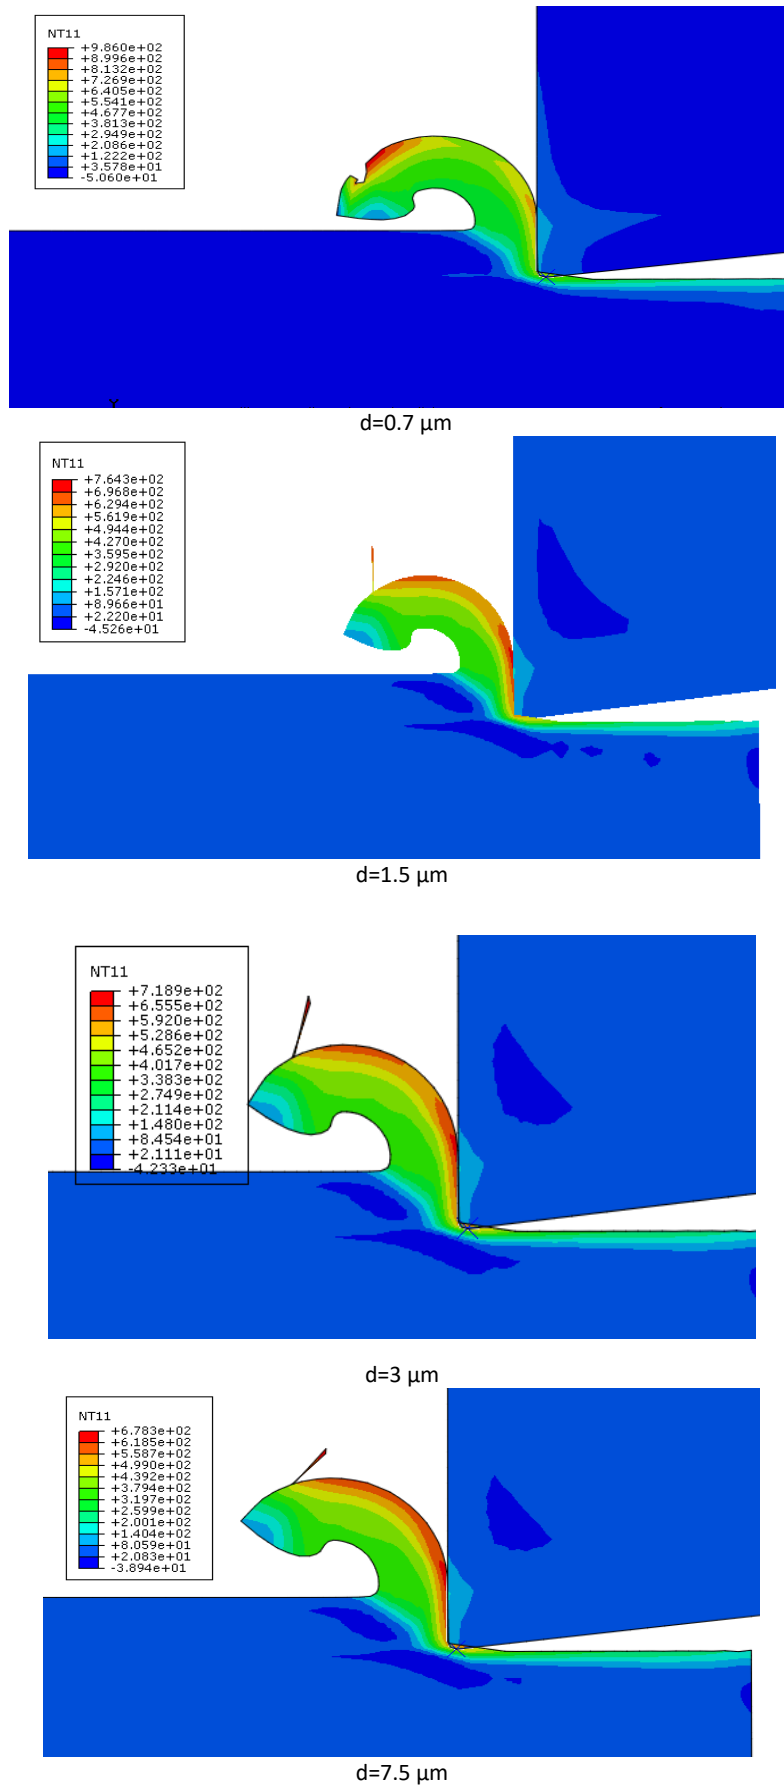 NT11
+9.860e+02
+8.996e+02
+8.132e+02
+7.269e+02
+6.405e+02
+5.541e+02
+4.677e+02
+3.813e+02
+2.949e+02
+2.086e+02
+1.222e+02
+3.578e+01
-5.060e+01
Y
d=0.7 μm
NT11
+7.643e+02
+6.968e+02
+6.294e+02
+5.619e+02
+4.944e+02
+4.270e+02
+3.595e+02
+2.920e+02
+2.246e+02
+1.571e+02
+8.966e+01
+2.220e+01
-4.526e+01
d=1.5 μm
NT11
+7.189e+02
+6.555e+02
+5.920e+02
+5.286e+02
+4.652e+02
+4.017e+02
+3.383e+02
+2.749e+02
+2.114e+02
+1.480e+02
+8.454e+01
+2.111e+01
-4.233e+01
d=3 μm
NT11
+6.783e+02
+6.185e+02
+5.587e+02
+4.990e+02
+4.392e+02
+3.794e+02
+3.197e+02
+2.599e+02
+2.001e+02
+1.404e+02
+8.059e+01
+2.083e+01
-3.894e+01
d=7.5 μm